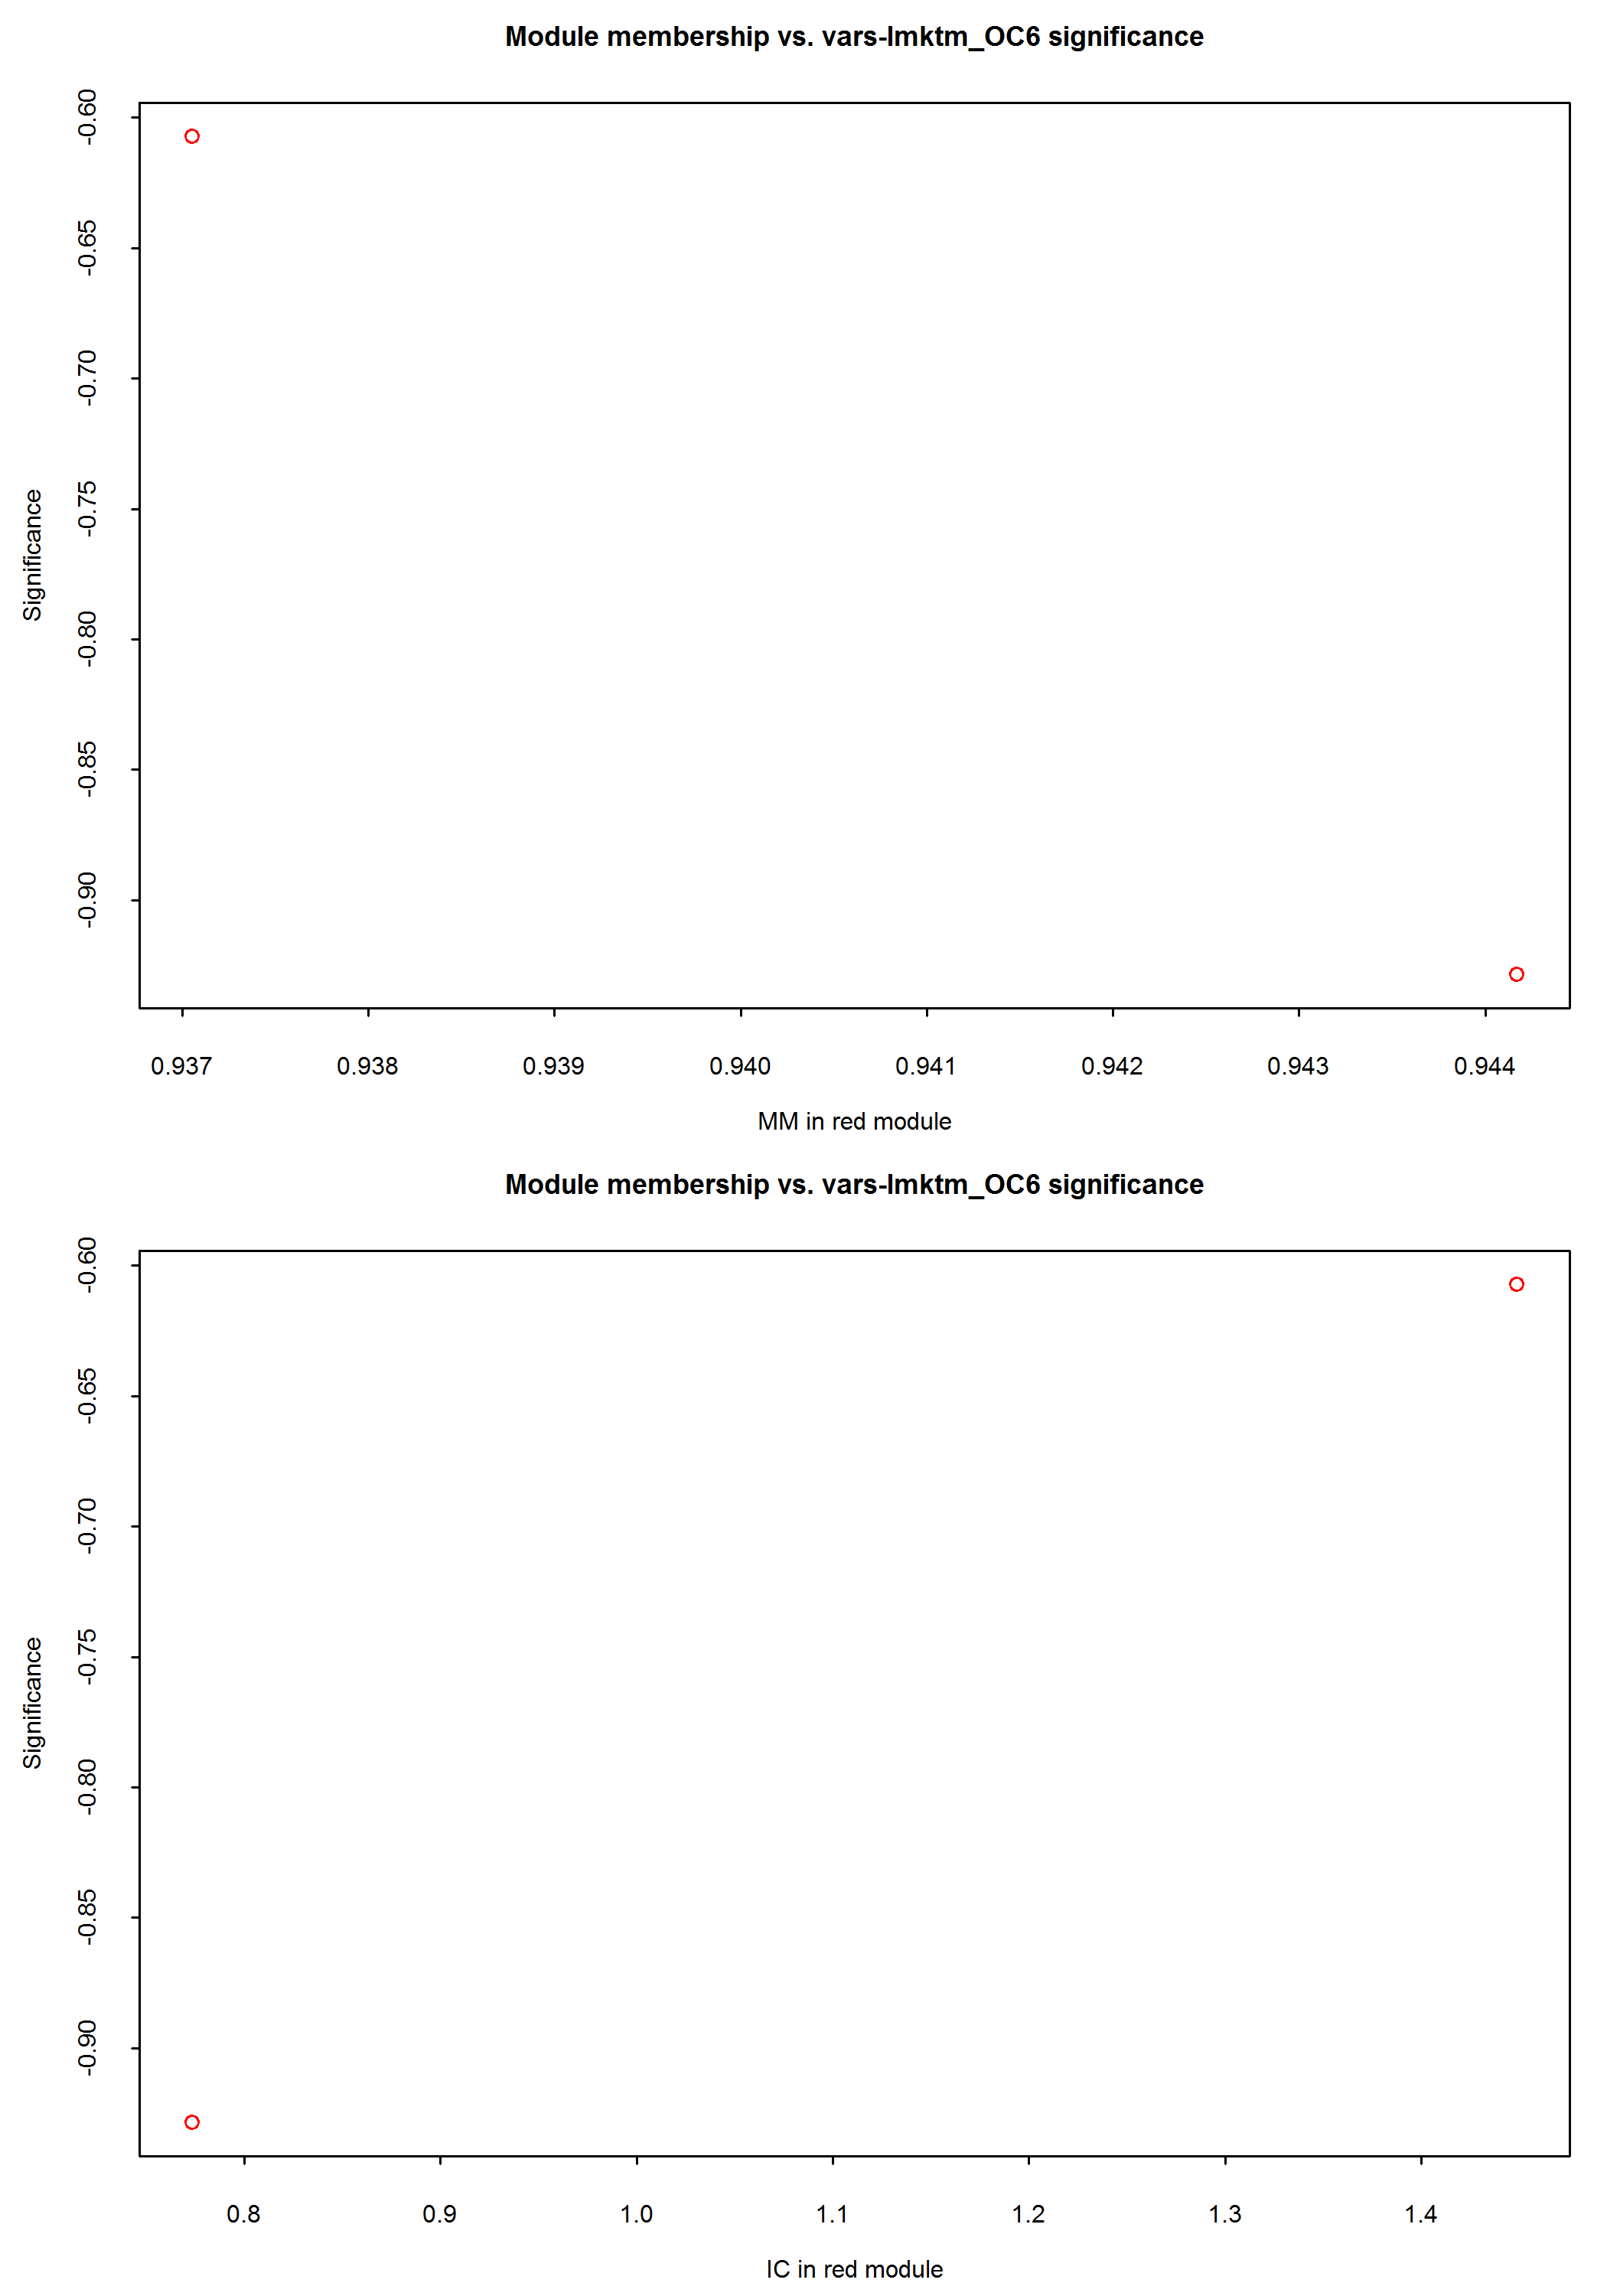 Module membership vs. vars-lmktm_OC6 significance
-0.60
-0.65
-0.70
-0.75
-0.80
-0.85
-0.90
Significance
0.937 0.938 0.939 0.940 0.941 0.942 0.943 0.944
MM in red module
Module membership vs. vars-lmktm_OC6 significance
-0.60
-0.65
-0.70
-0.75
-0.80
-0.85
-0.90
Significance
0.8 0.9 1.0 1.1 1.2 1.3 1.4
IC in red module